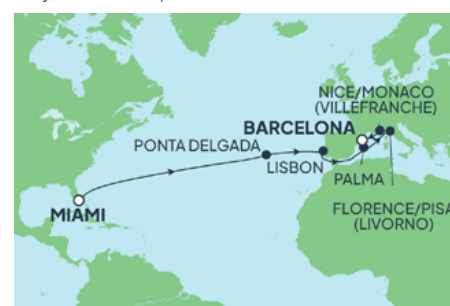 NICE/MONACO
(VILLEFRANCHE)
BARCELONA
PONTA DELGADA
LISBON
PALMA
MIAMI
FLORENCE/PISA
(LIVORNO)